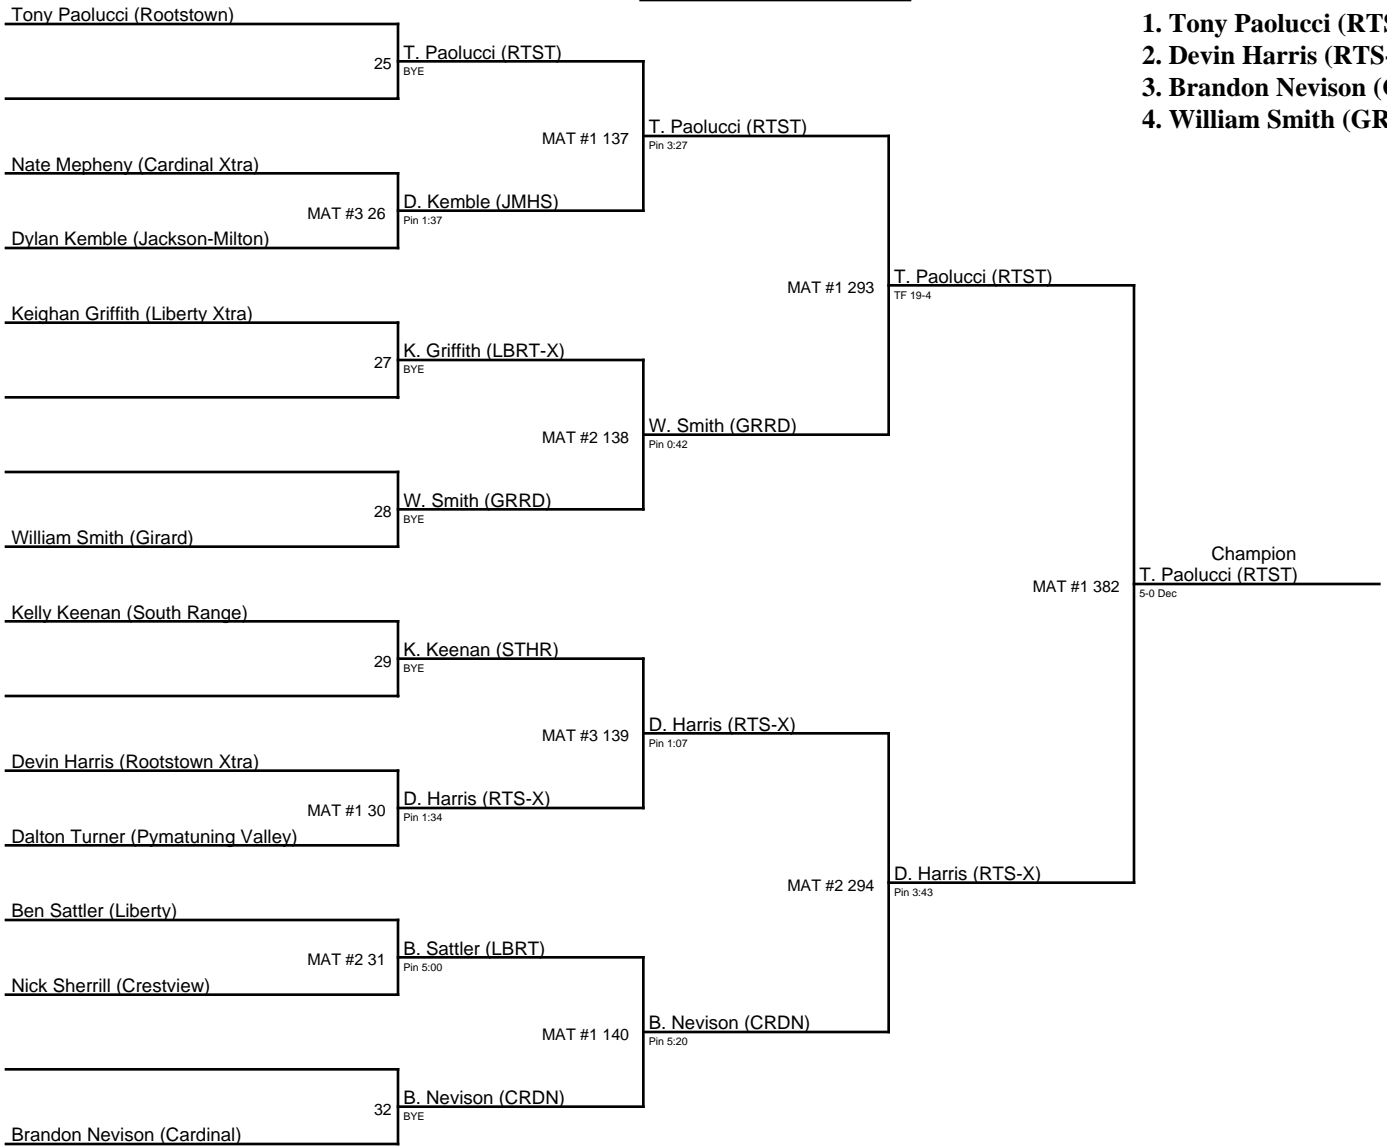 Tony Paolucci (Rootstown)
1. Tony Paolucci (RTS
2. Devin Harris (RTS-
3. Brandon Nevison (
4. William Smith (GR
25
T. Paolucci (RTST)
BYE
MAT #1 137
T. Paolucci (RTST)
Pin 3:27
Nate Mepheny (Cardinal Xtra)
MAT #3 26
D. Kemble (JMHS)
Pin 1:37
Dylan Kemble (Jackson-Milton)
MAT #1 293
T. Paolucci (RTST)
TF 19-4
Keighan Griffith (Liberty Xtra)
27
K. Griffith (LBRT-X)
BYE
MAT #2 138
W. Smith (GRRD)
Pin 0:42
28
W. Smith (GRRD)
BYE
William Smith (Girard)
Champion
MAT #1 382
T. Paolucci (RTST)
5-0 Dec
Kelly Keenan (South Range)
29
K. Keenan (STHR)
BYE
MAT #3 139
D. Harris (RTS-X)
Pin 1:07
Devin Harris (Rootstown Xtra)
MAT #1 30
D. Harris (RTS-X)
Pin 1:34
Dalton Turner (Pymatuning Valley)
MAT #2 294
D. Harris (RTS-X)
Pin 3:43
Ben Sattler (Liberty)
MAT #2 31
B. Sattler (LBRT)
Pin 5:00
Nick Sherrill (Crestview)
MAT #1 140
B. Nevison (CRDN)
Pin 5:20
32
B. Nevison (CRDN)
BYE
Brandon Nevison (Cardinal)